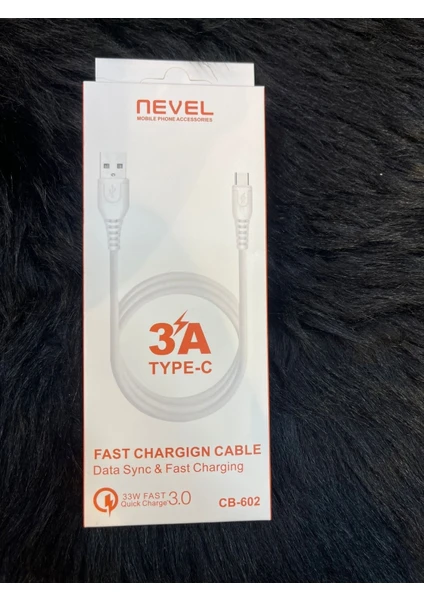 NEVEL
MOBILE PHONE ACCESSORIES
3A
TYPE-C
FAST CHARGIGN CABLE
Data Sync & Fast Charging
33W FAST
Quick Charge 3.0
CB-602